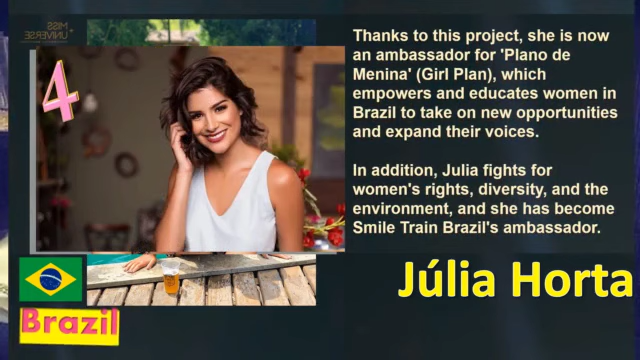 MISS
UNIVERSE
4
Thanks to this project, she is now
an ambassador for 'Plano de
Menina' (Girl Plan), which
empowers and educates women in
Brazil to take on new opportunities
and expand their voices.
In addition, Julia fights for
women's rights, diversity, and the
environment, and she has become
Smile Train Brazil's ambassador.
Júlia Horta
Brazil